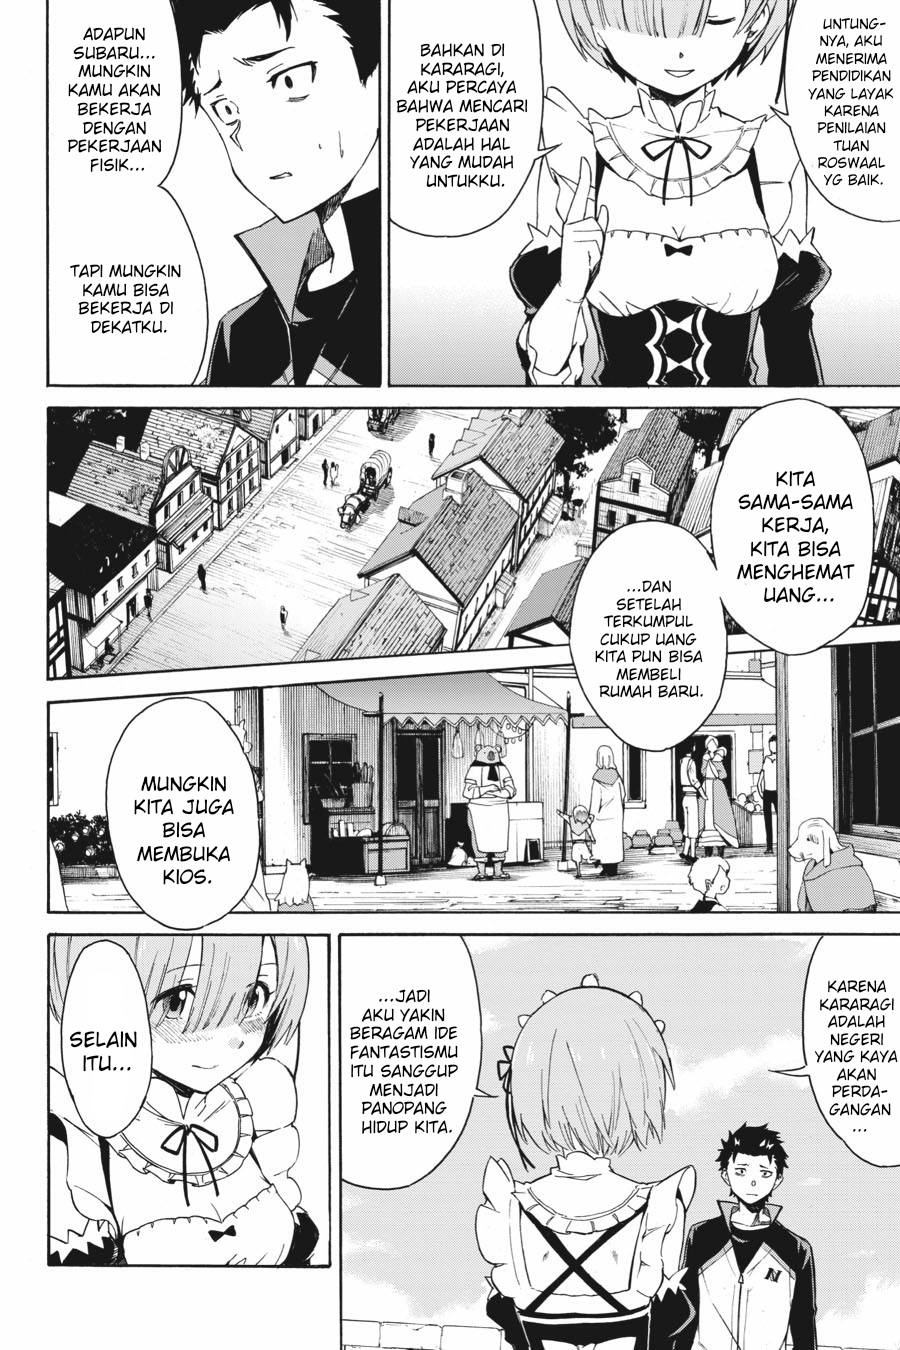 UNTUNG-
NYA, AKU
MENERIMA
PENDIDIKAN
YANG LAYAK
KARENA
PENILAIAN
TUAN
ROSWAAL
YG BAIK.
BAHKAN DI
KARARAGI,
AKU PERCAYA
BAHWA MENCARI
PEKERJAAN
ADALAH HAL
YANG MUDAH
UNTUKKU.
ADAPUN
SUBARU...
MUNGKIN
KAMU AKAN
BEKERJA
DENGAN
PEKERJAAN
FISIK...
TAPI MUNGKIN
KAMU BISA
BEKERJA DI
DEKATKU.
KITA
SAMA-SAMA
KERJA,
KITA BISA
MENGHEMAT
UANG...
...DAN
SETELAH
TERKUMPUL
CUKUP UANG
KITA PUN BISA
MEMBELI
RUMAH BARU.
MUNGKIN
KITA JUGA
BISA
MEMBUKA
KIOS.
KARENA
KARARAGI
ADALAH
NEGERI
YANG KAYA
AKAN
PERDA-
GANGAN
...
...JADI
AKU YAKIN
BERAGAM IDE
FANTASTISMU
ITU SANGGUP
MENJADI
PANOPANG
HIDUP KITA.
N
SELAIN
ITU...